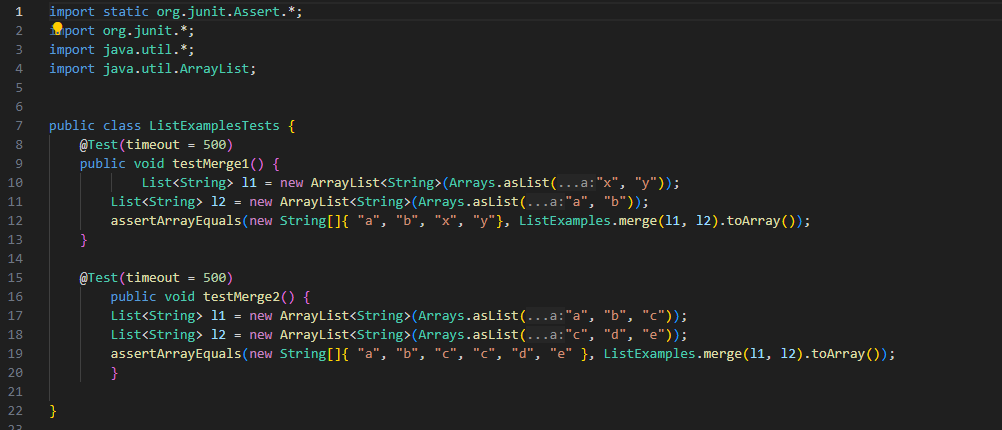 1 import static org.junit.Assert.*;
2 import org.junit.*;
3 import java.util.*;
4 import java.util.ArrayList;
5
6
7 public class ListExamplesTests {
8     @Test(timeout = 500)
9     public void testMerge1() {
10             List<String> l1 = new ArrayList<String>(Arrays.asList(...a:"x", "y"));
11         List<String> l2 = new ArrayList<String>(Arrays.asList(...a:"a", "b"));
12         assertArrayEquals(new String[]{ "a", "b", "x", "y"}, ListExamples.merge(l1, l2).toArray());
13     }
14
15     @Test(timeout = 500)
16         public void testMerge2() {
17         List<String> l1 = new ArrayList<String>(Arrays.asList(...a:"a", "b", "c"));
18         List<String> l2 = new ArrayList<String>(Arrays.asList(...a:"c", "d", "e"));
19         assertArrayEquals(new String[]{ "a", "b", "c", "c", "d", "e" }, ListExamples.merge(l1, l2).toArray());
20         }
21
22 }
23